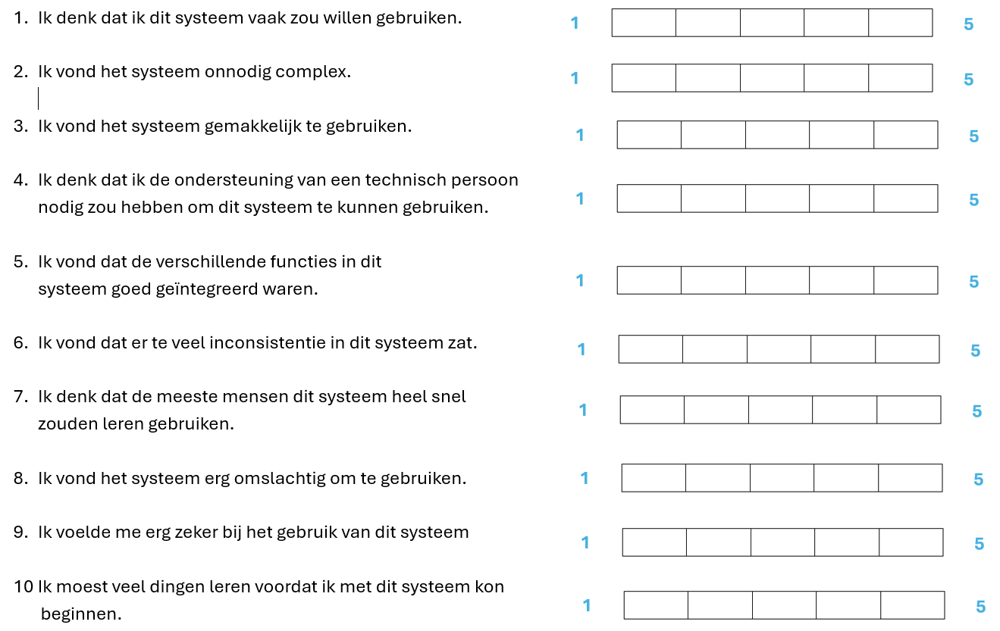 1. Ik denk dat ik dit systeem vaak zou willen gebruiken. 1 5
2. Ik vond het systeem onnodig complex. 1 5
3. Ik vond het systeem gemakkelijk te gebruiken. 1 5
4. Ik denk dat ik de ondersteuning van een technisch persoon
nodig zou hebben om dit systeem te kunnen gebruiken. 1 5
5. Ik vond dat de verschillende functies in dit
systeem goed geïntegreerd waren. 1 5
6. Ik vond dat er te veel inconsistentie in dit systeem zat. 1 5
7. Ik denk dat de meeste mensen dit systeem heel snel
zouden leren gebruiken. 1 5
8. Ik vond het systeem erg omslachtig om te gebruiken. 1 5
9. Ik voelde me erg zeker bij het gebruik van dit systeem 1 5
10 Ik moest veel dingen leren voordat ik met dit systeem kon
beginnen. 1 5